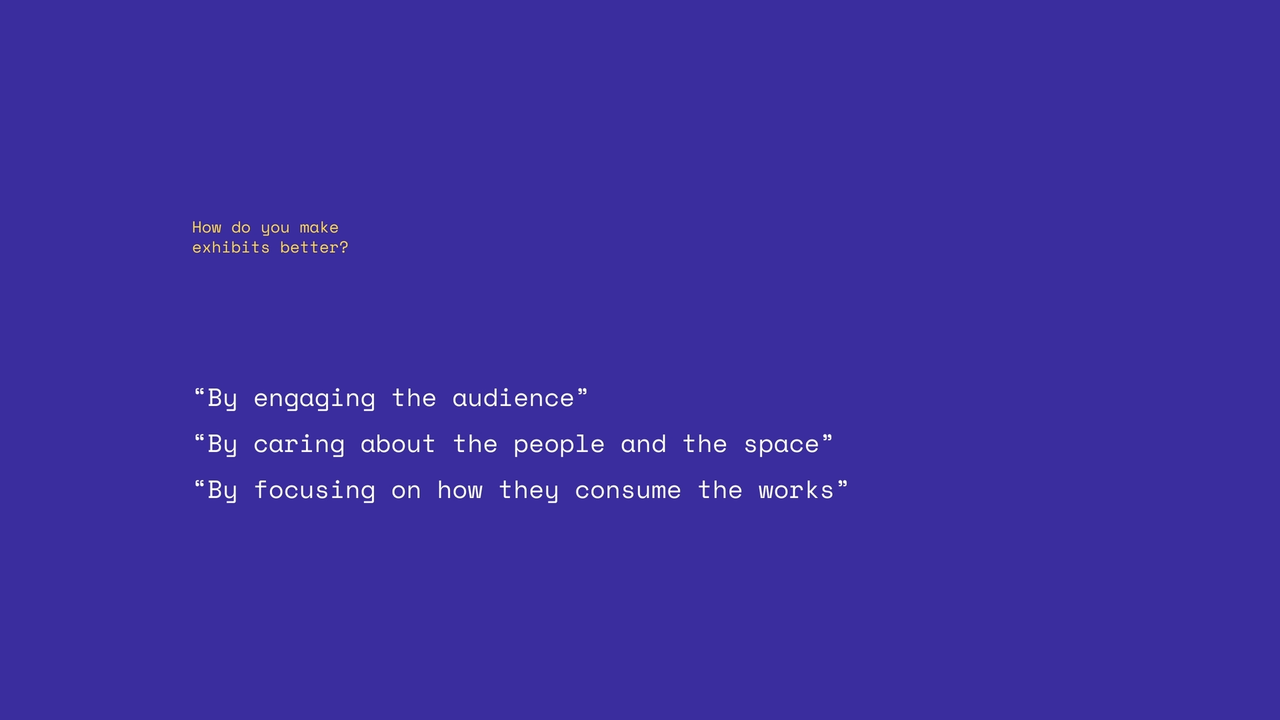 How do you make
exhibits better?
“By engaging the audience”
“By caring about the people and the space”
“By focusing on how they consume the works”